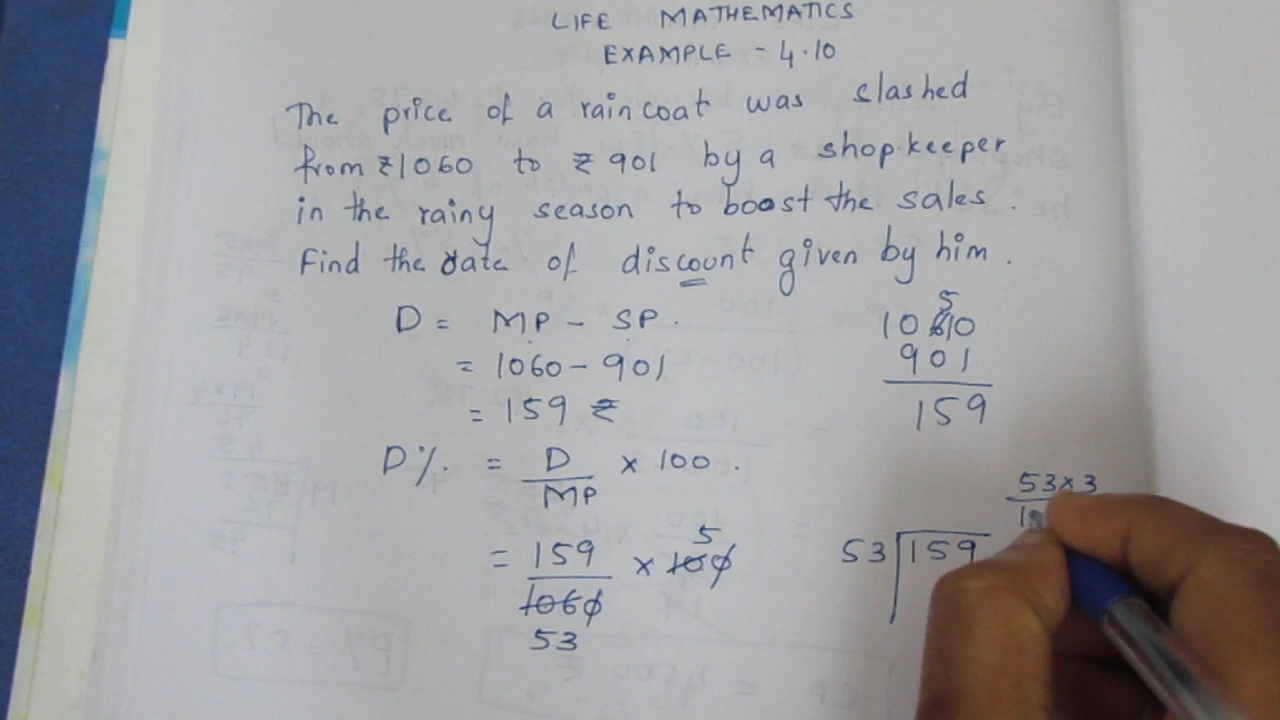 LIFE MATHEMATICS
EXAMPLE - 4.10
The price of a raincoat was slashed
from ₹1060 to ₹ 901 by a shopkeeper
in the rainy season to boost the sales.
Find the rate of discount given by him.
D = MP - SP.
= 1060 - 901
= 159 ₹
5
10610
901
159
D% = D/MP × 100.
= 159/1060 × 100
5
53
53×3
53 159